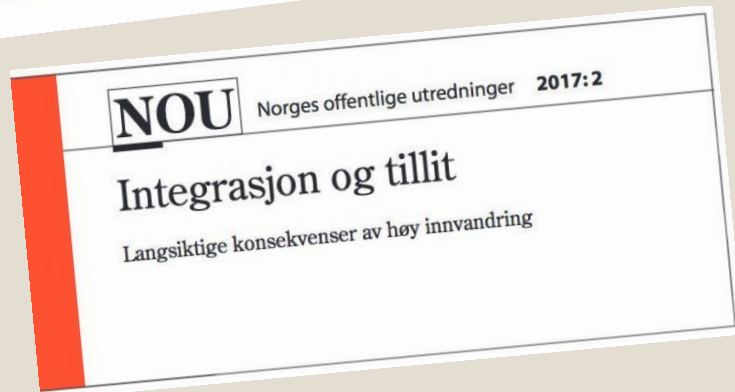 NOU Norges offentlige utredninger 2017: 2
Integrasjon og tillit
Langsiktige konsekvenser av høy innvandring